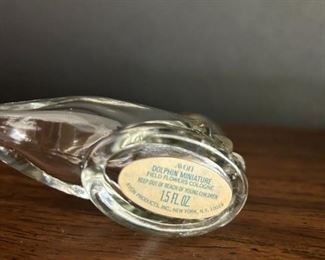 AVON
DOLPHIN MINIATURE
FIELD FLOWERS COLOGNE
KEEP OUT OF REACH OF YOUNG CHILDREN
1.5 FL. OZ.
AVON PRODUCTS, INC., NEW YORK, N.Y.